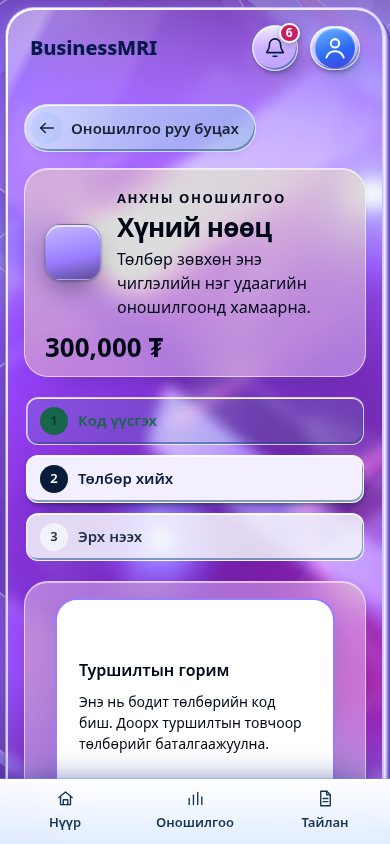 BusinessMRI
6
Оношилгоо руу буцах
АНХНЫ ОНОШИЛГОО
Хүний нөөц
Төлбөр зөвхөн энэ
чиглэлийн нэг удаагийн
оношилгоонд хамаарна.
300,000 ₮
1 Код үүсгэх
2 Төлбөр хийх
3 Эрх нээх
Туршилтын горим
Энэ нь бодит төлбөрийн код
биш. Доорх туршилтын товчоор
төлбөрийг баталгаажуулна.
Нүүр Оношилгоо Тайлан